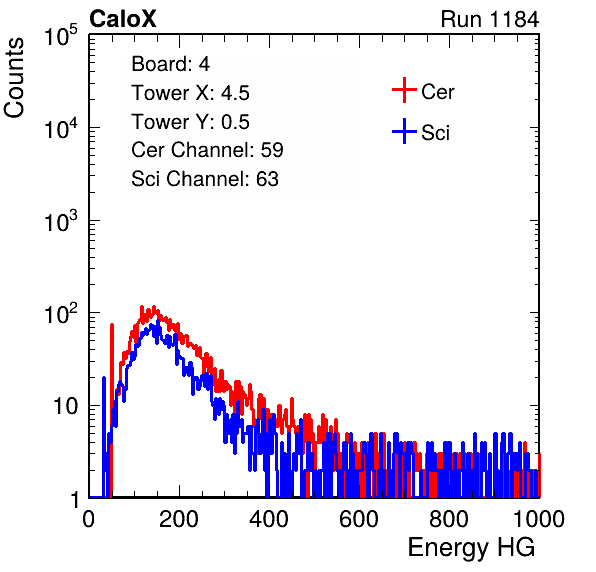 CaloX Run 1184
Counts
10^5
10^4
10^3
10^2
10
1
Board: 4
Tower X: 4.5
Tower Y: 0.5
Cer Channel: 59
Sci Channel: 63
Cer
Sci
0 200 400 600 800 1000
Energy HG